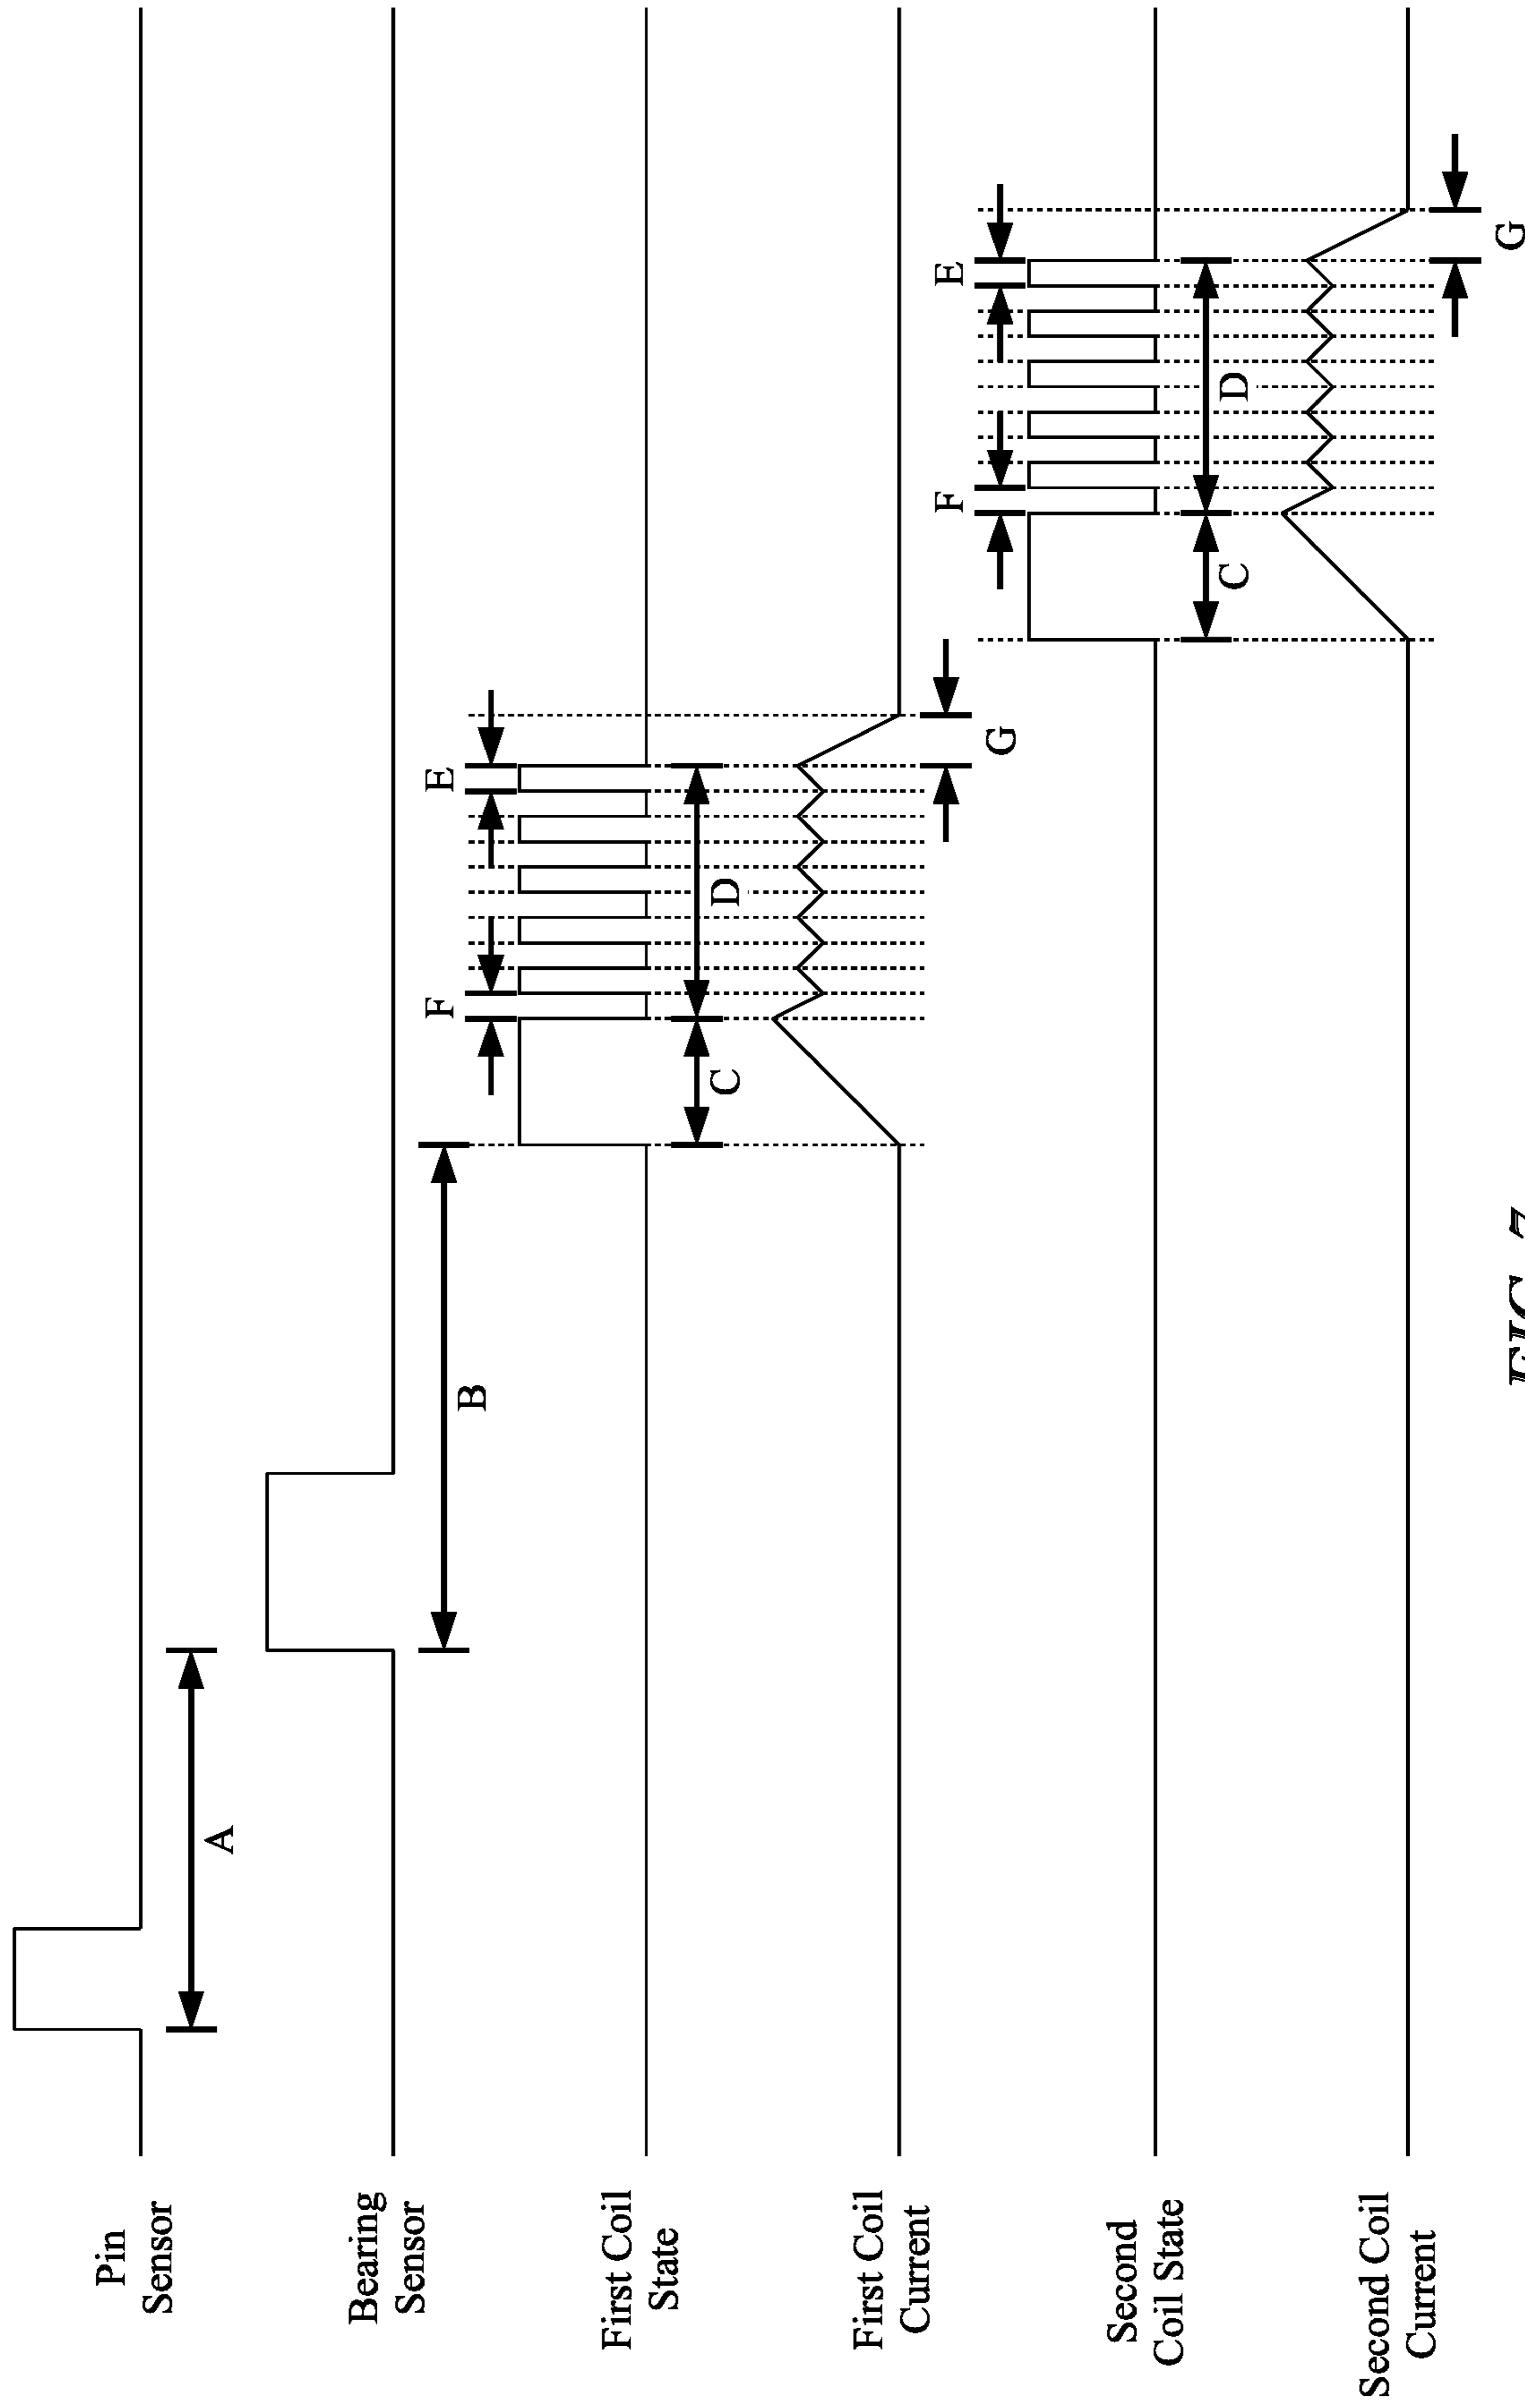 Pin
Sensor
A
Bearing
Sensor
B
First Coil
State
F
E
C
D
First Coil
Current
G
Second
Coil State
F
E
C
D
Second Coil
Current
G